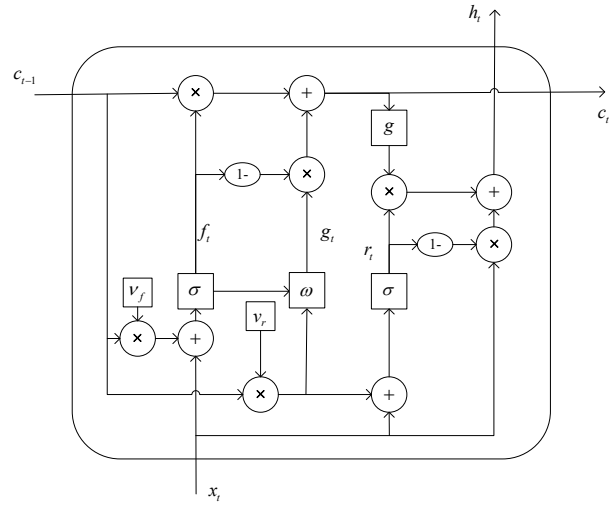 h_t
c_{t-1}
× +
c_t
g
1- ×
× +
f_t g_t r_t 1- ×
v_f σ ω σ
v_r
× +
× +
x_t